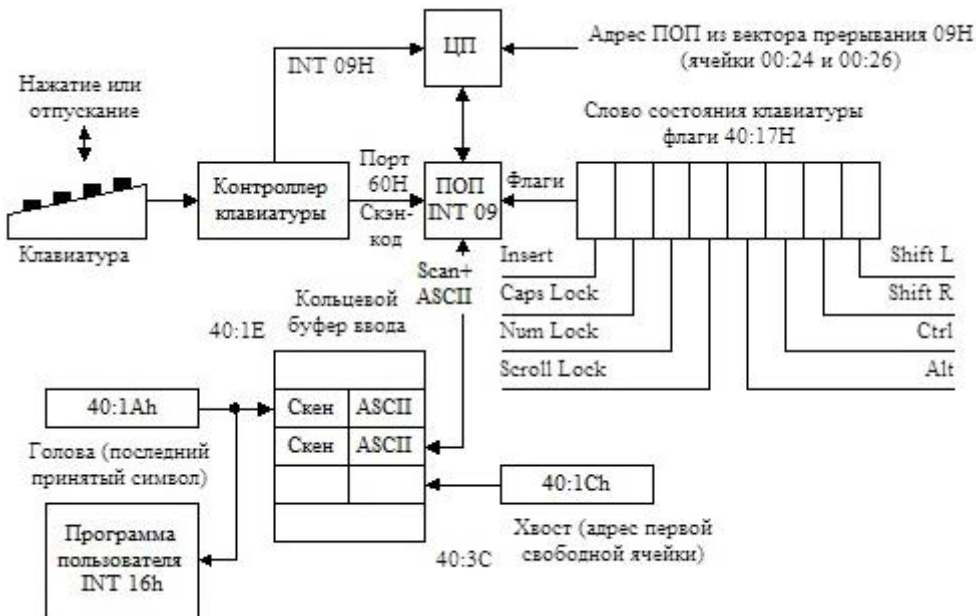 ЦП
INT 09H
Адрес ПОП из вектора прерывания 09H
(ячейки 00:24 и 00:26)
Нажатие или
отпускание
Слово состояния клавиатуры
флаги 40:17H
Клавиатура
Контроллер
клавиатуры
Порт
60H
Скэн-
код
ПОП
INT 09
Флаги
Insert
Caps Lock
Num Lock
Scroll Lock
Shift L
Shift R
Ctrl
Alt
Scan+
ASCII
Кольцевой
буфер ввода
40:1E
Скен ASCII
Скен ASCII
40:1Ah
Голова (последний
принятый символ)
40:1Ch
Хвост (адрес первой
свободной ячейки)
40:3C
Программа
пользователя
INT 16h